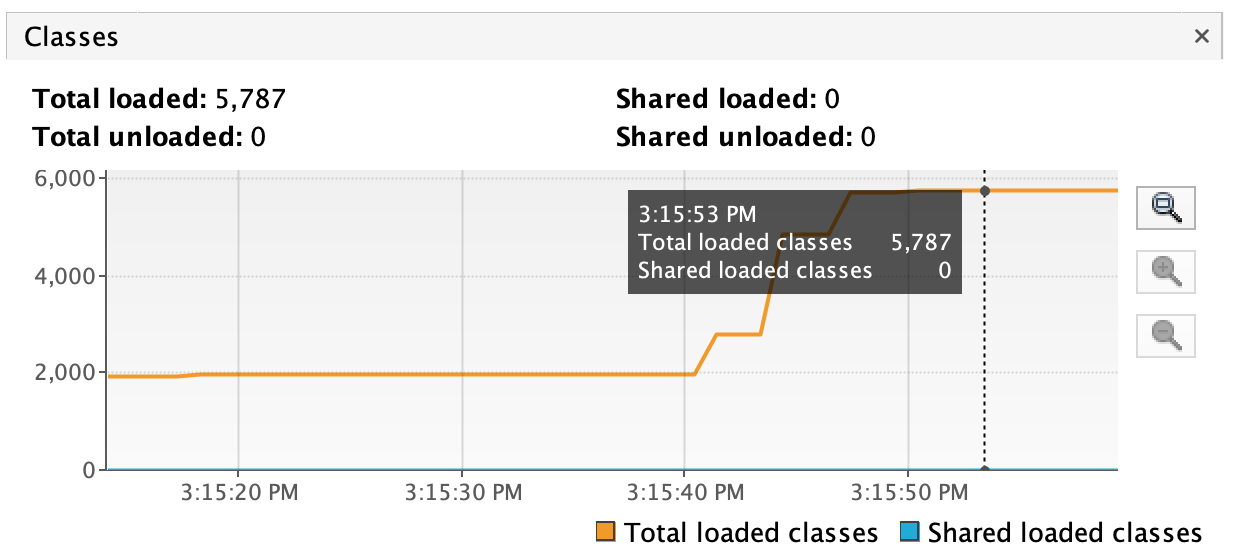 Classes
Total loaded: 5,787 Shared loaded: 0
Total unloaded: 0 Shared unloaded: 0
6,000
4,000
2,000
0
3:15:53 PM
Total loaded classes 5,787
Shared loaded classes 0
3:15:20 PM 3:15:30 PM 3:15:40 PM 3:15:50 PM
Total loaded classes Shared loaded classes